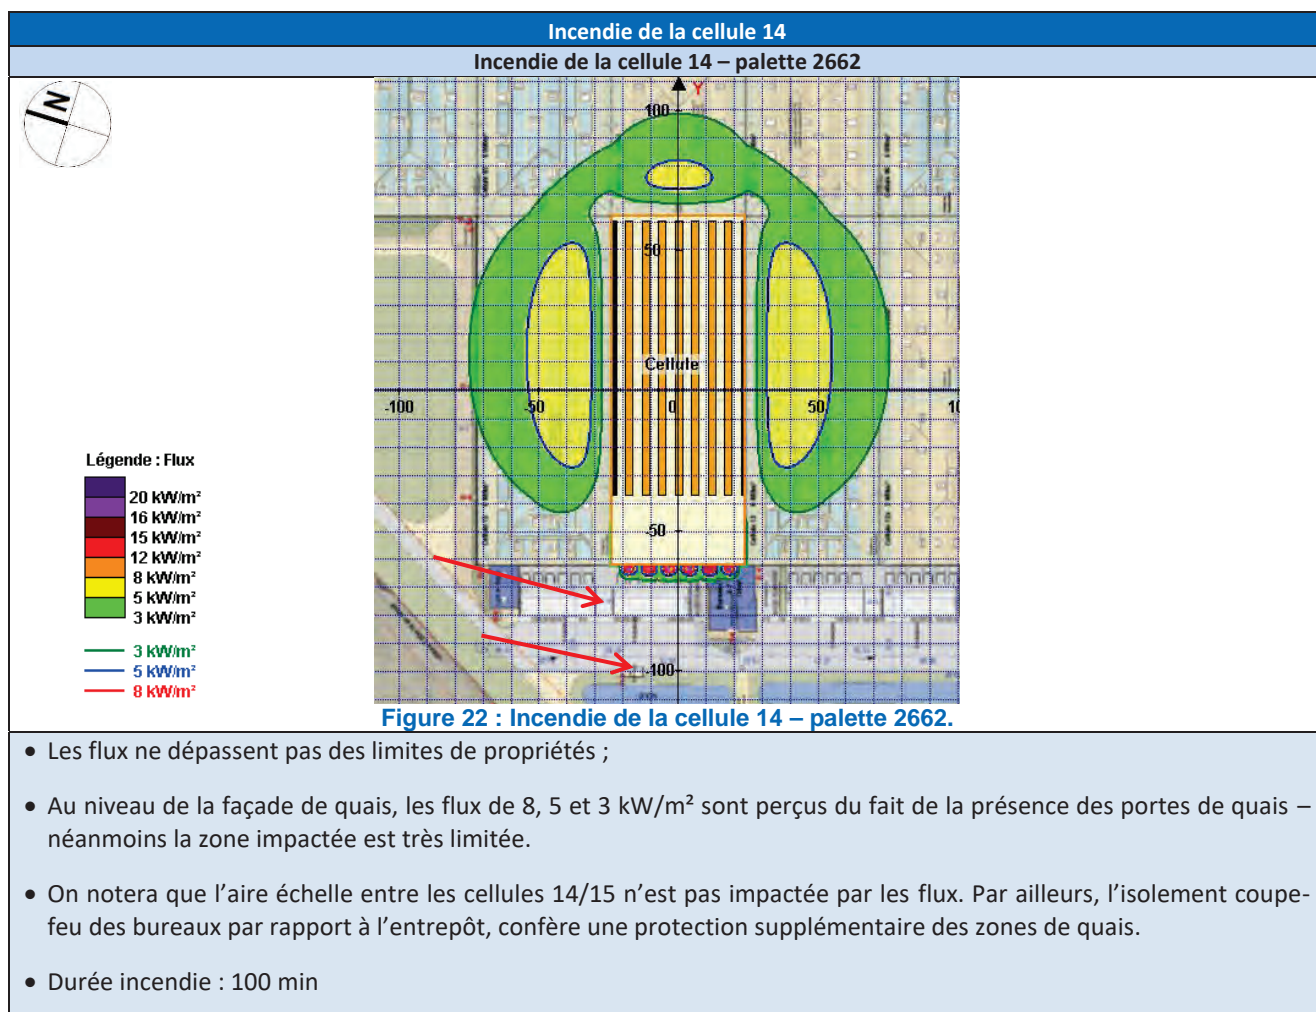 Incendie de la cellule 14
Incendie de la cellule 14 – palette 2662
N
Y
100
50
Cellule
-100
-50
0
50
10
-50
-100
Légende : Flux
20 kW/m²
16 kW/m²
15 kW/m²
12 kW/m²
8 kW/m²
5 kW/m²
3 kW/m²
3 kW/m²
5 kW/m²
8 kW/m²
Figure 22 : Incendie de la cellule 14 – palette 2662.
• Les flux ne dépassent pas des limites de propriétés ;
• Au niveau de la façade de quais, les flux de 8, 5 et 3 kW/m² sont perçus du fait de la présence des portes de quais –
néanmoins la zone impactée est très limitée.
• On notera que l’aire échelle entre les cellules 14/15 n’est pas impactée par les flux. Par ailleurs, l’isolement coupe-
feu des bureaux par rapport à l’entrepôt, confère une protection supplémentaire des zones de quais.
• Durée incendie : 100 min